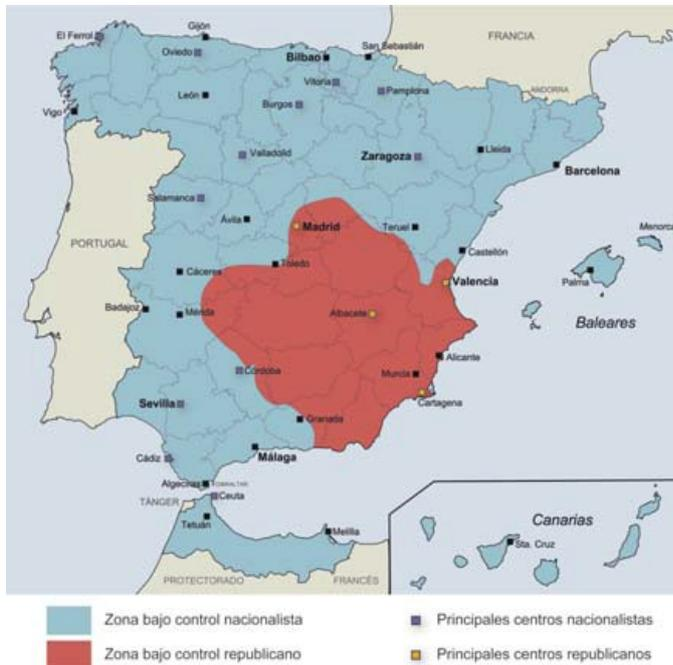 El Ferrol
Gijón
FRANCIA
Oviedo
Bilbao
San Sebastián
Vitoria
ANDORRA
León
Burgos
Pamplona
Vigo
Valladolid
Zaragoza
Lleida
Barcelona
Salamanca
Ávila
Madrid
Teruel
Menorca
PORTUGAL
Castellón
Toledo
Cáceres
Valencia
Palma
Badajoz
Mérida
Albacete
Baleares
Alicante
Córdoba
Murcia
Cartagena
Sevilla
Granada
Cádiz
Málaga
Algeciras
GIBRALTAR
TÁNGER
Ceuta
Tetuán
Melilla
Canarias
Sta. Cruz
PROTECTORADO
FRANCÉS
Zona bajo control nacionalista
Principales centros nacionalistas
Zona bajo control republicano
Principales centros republicanos